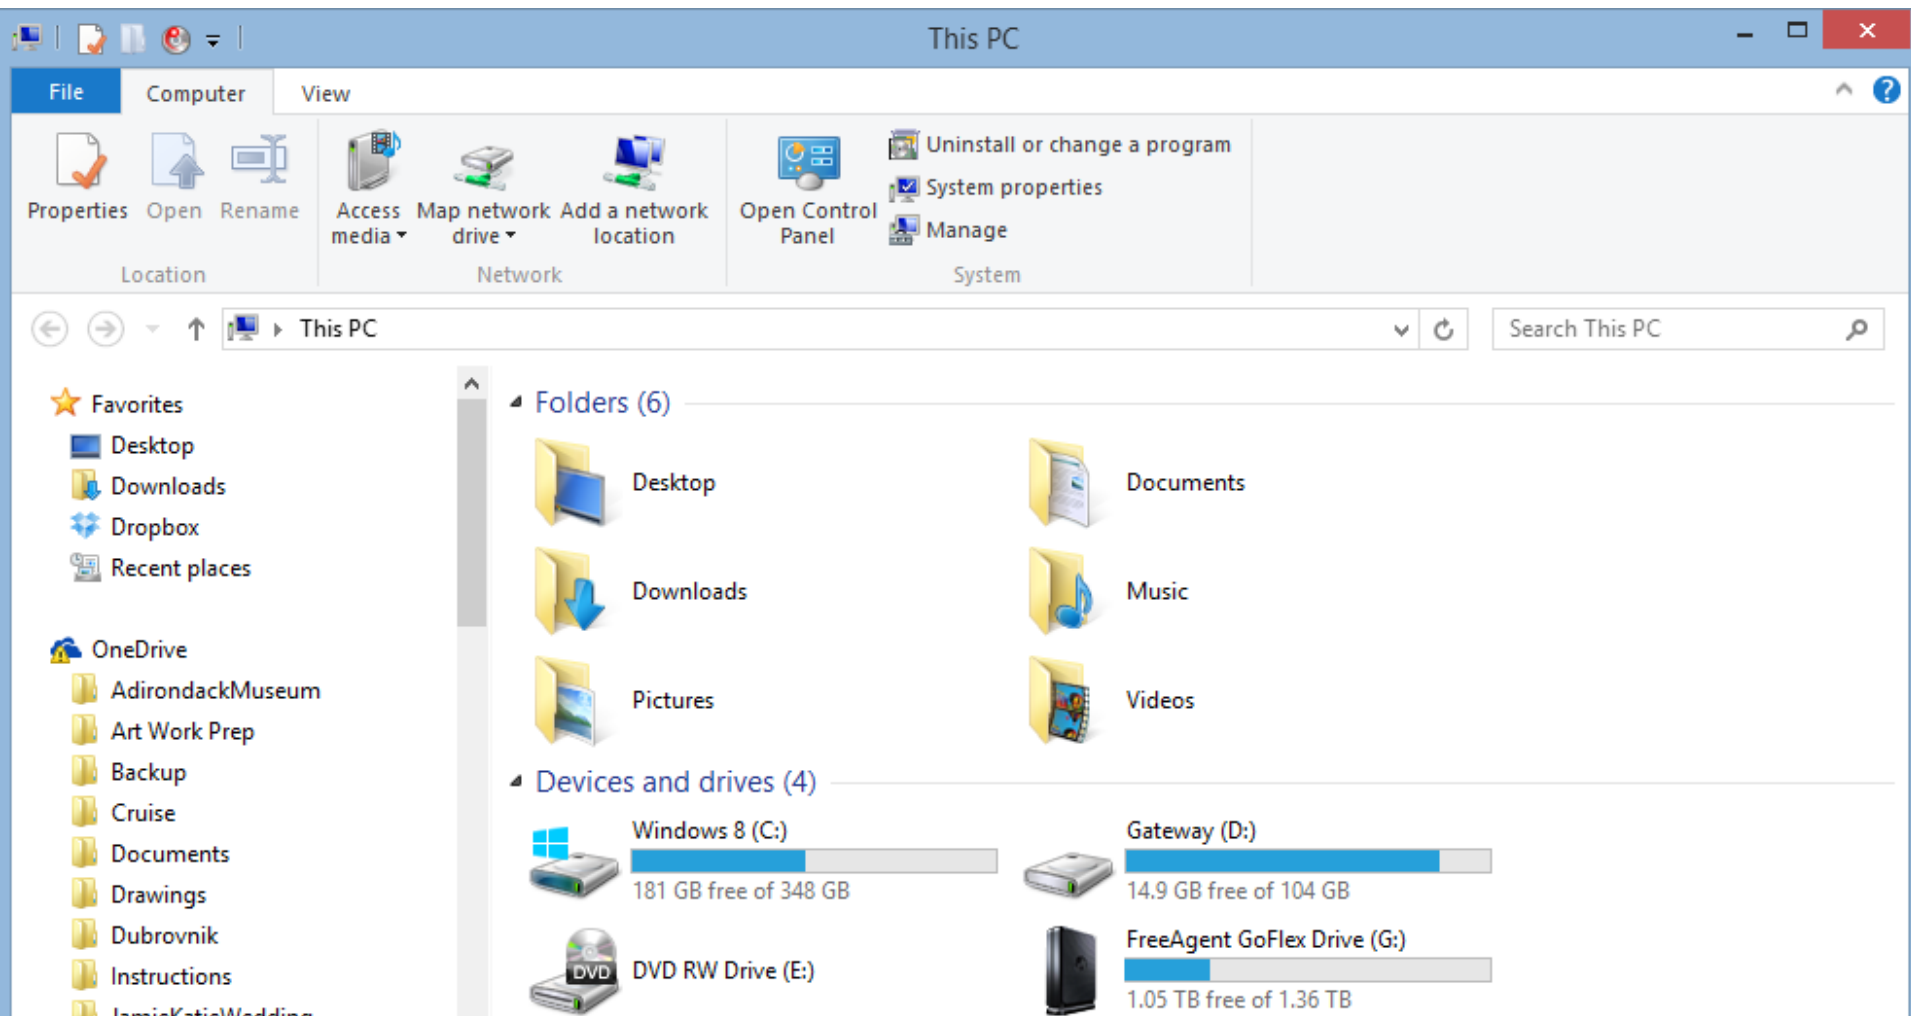 This PC
File
Computer
View
Properties
Open
Rename
Access media
Map network drive
Add a network location
Open Control Panel
Uninstall or change a program
System properties
Manage
Location
Network
System
This PC
Search This PC
Favorites
Desktop
Downloads
Dropbox
Recent places
OneDrive
AdirondackMuseum
Art Work Prep
Backup
Cruise
Documents
Drawings
Dubrovnik
Instructions
JamieKatieWedding
Folders (6)
Desktop
Documents
Downloads
Music
Pictures
Videos
Devices and drives (4)
Windows 8 (C:)
181 GB free of 348 GB
Gateway (D:)
14.9 GB free of 104 GB
DVD
DVD RW Drive (E:)
FreeAgent GoFlex Drive (G:)
1.05 TB free of 1.36 TB